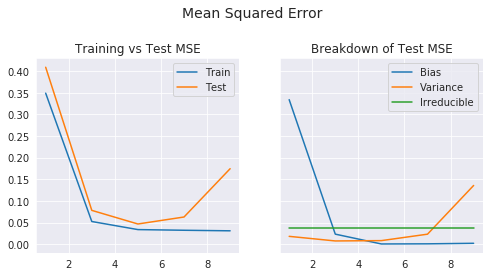 Mean Squared Error
Training vs Test MSE
Breakdown of Test MSE
Train
Test
Bias
Variance
Irreducible
0.40
0.35
0.30
0.25
0.20
0.15
0.10
0.05
0.00
2 4 6 8
2 4 6 8